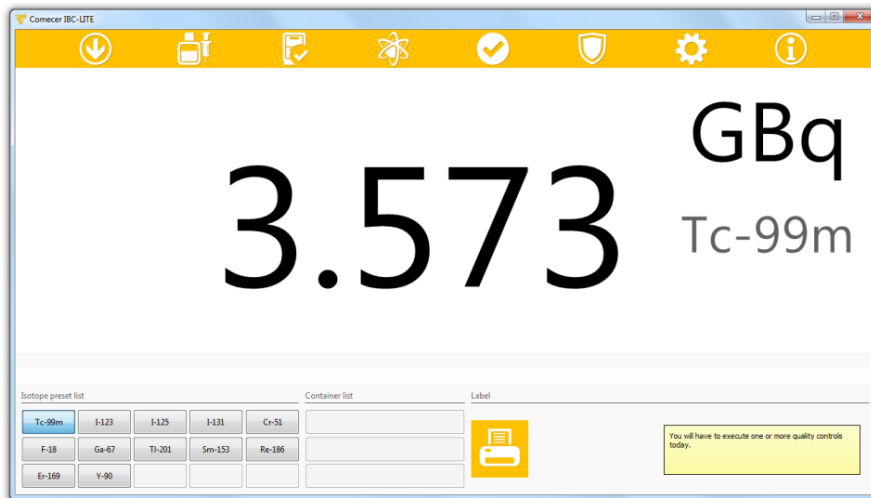 Comecer IBC-LITE
GBq
3.573
Tc-99m
Isotope preset list
Container list
Label
Tc-99m
I-123
I-125
I-131
Cr-51
F-18
Ga-67
Tl-201
Sm-153
Re-186
Er-169
Y-90
You will have to execute one or more quality controls
today.